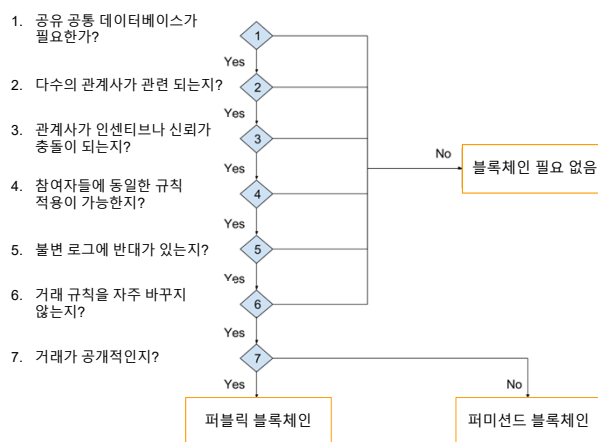 1. 공유 공통 데이터베이스가
필요한가?
1
Yes
2. 다수의 관계사가 관련 되는지?
2
Yes
3. 관계사가 인센티브나 신뢰가
충돌이 되는지?
3
No
블록체인 필요 없음
Yes
4. 참여자들에 동일한 규칙
적용이 가능한지?
4
Yes
5. 불변 로그에 반대가 있는지?
5
Yes
6. 거래 규칙을 자주 바꾸지
않는지?
6
Yes
7. 거래가 공개적인지?
7
Yes
No
퍼블릭 블록체인
퍼미션드 블록체인